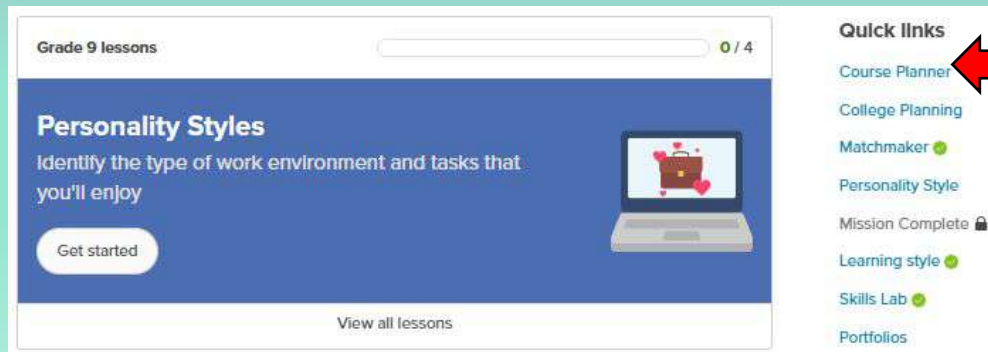 Grade 9 lessons
0 / 4
Personality Styles
Identify the type of work environment and tasks that
you'll enjoy
Get started
View all lessons
Quick links
Course Planner
College Planning
Matchmaker
Personality Style
Mission Complete
Learning style
Skills Lab
Portfolios